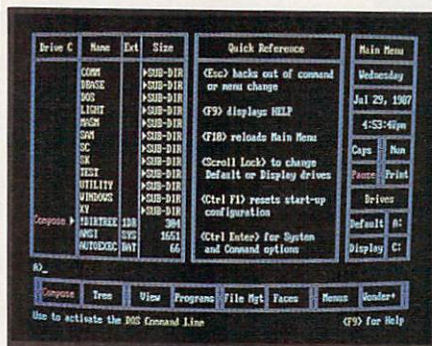 Drive C Name Ext Size
COMM ►SUB-DIR
DBASE ►SUB-DIR
DOS ►SUB-DIR
LIGHT ►SUB-DIR
MASM ►SUB-DIR
SAM ►SUB-DIR
SC ►SUB-DIR
SK ►SUB-DIR
TEST ►SUB-DIR
UTILITY ►SUB-DIR
WINDOWS ►SUB-DIR
XY ►SUB-DIR
Compose ► !DIRTREE IDR 304
ANSI SYS 1651
AUTOEXEC BAT 66
Quick Reference
<Esc> backs out of command
or menu change
<F9> displays HELP
<F10> reloads Main Menu
<Scroll Lock> to change
Default or Display drives
<Ctrl F1> resets start-up
configuration
<Ctrl Enter> for System
and Command options
Main Menu
Wednesday
Jul 29, 1987
4:53:47pm
Caps Num
Pause Print
Drives
Default A:
Display C:
A>_
Compose Tree View Programs File Mgt Faces Menus Wonder+
Use to activate the DOS Command Line <F9> for Help